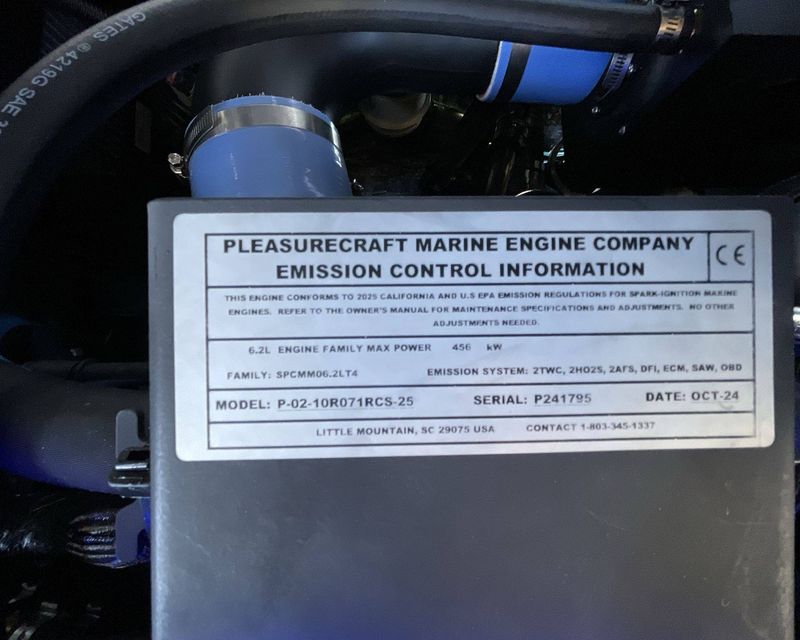 GATES ® 4219G SAE
PLEASURECRAFT MARINE ENGINE COMPANY
EMISSION CONTROL INFORMATION
CE
THIS ENGINE CONFORMS TO 2025 CALIFORNIA AND U.S EPA EMISSION REGULATIONS FOR SPARK-IGNITION MARINE
ENGINES. REFER TO THE OWNER'S MANUAL FOR MAINTENANCE SPECIFICATIONS AND ADJUSTMENTS. NO OTHER
ADJUSTMENTS NEEDED.
6.2L ENGINE FAMILY MAX POWER 456 kW
FAMILY: SPCMM06.2LT4 EMISSION SYSTEM: 2TWC, 2HO2S, 2AFS, DFI, ECM, SAW, OBD
MODEL: P-02-10R071RCS-25 SERIAL: P241795 DATE: OCT-24
LITTLE MOUNTAIN, SC 29075 USA CONTACT 1-803-345-1337